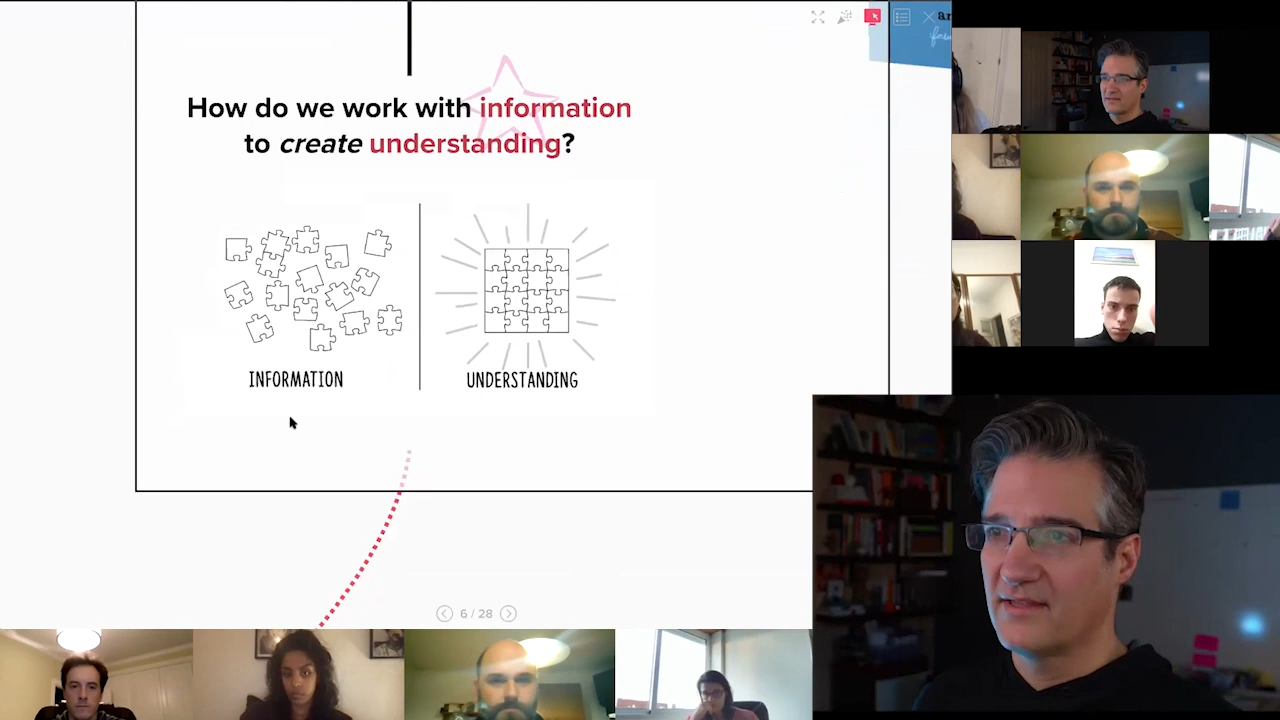 How do we work with information
to create understanding?
INFORMATION
UNDERSTANDING
6 / 28